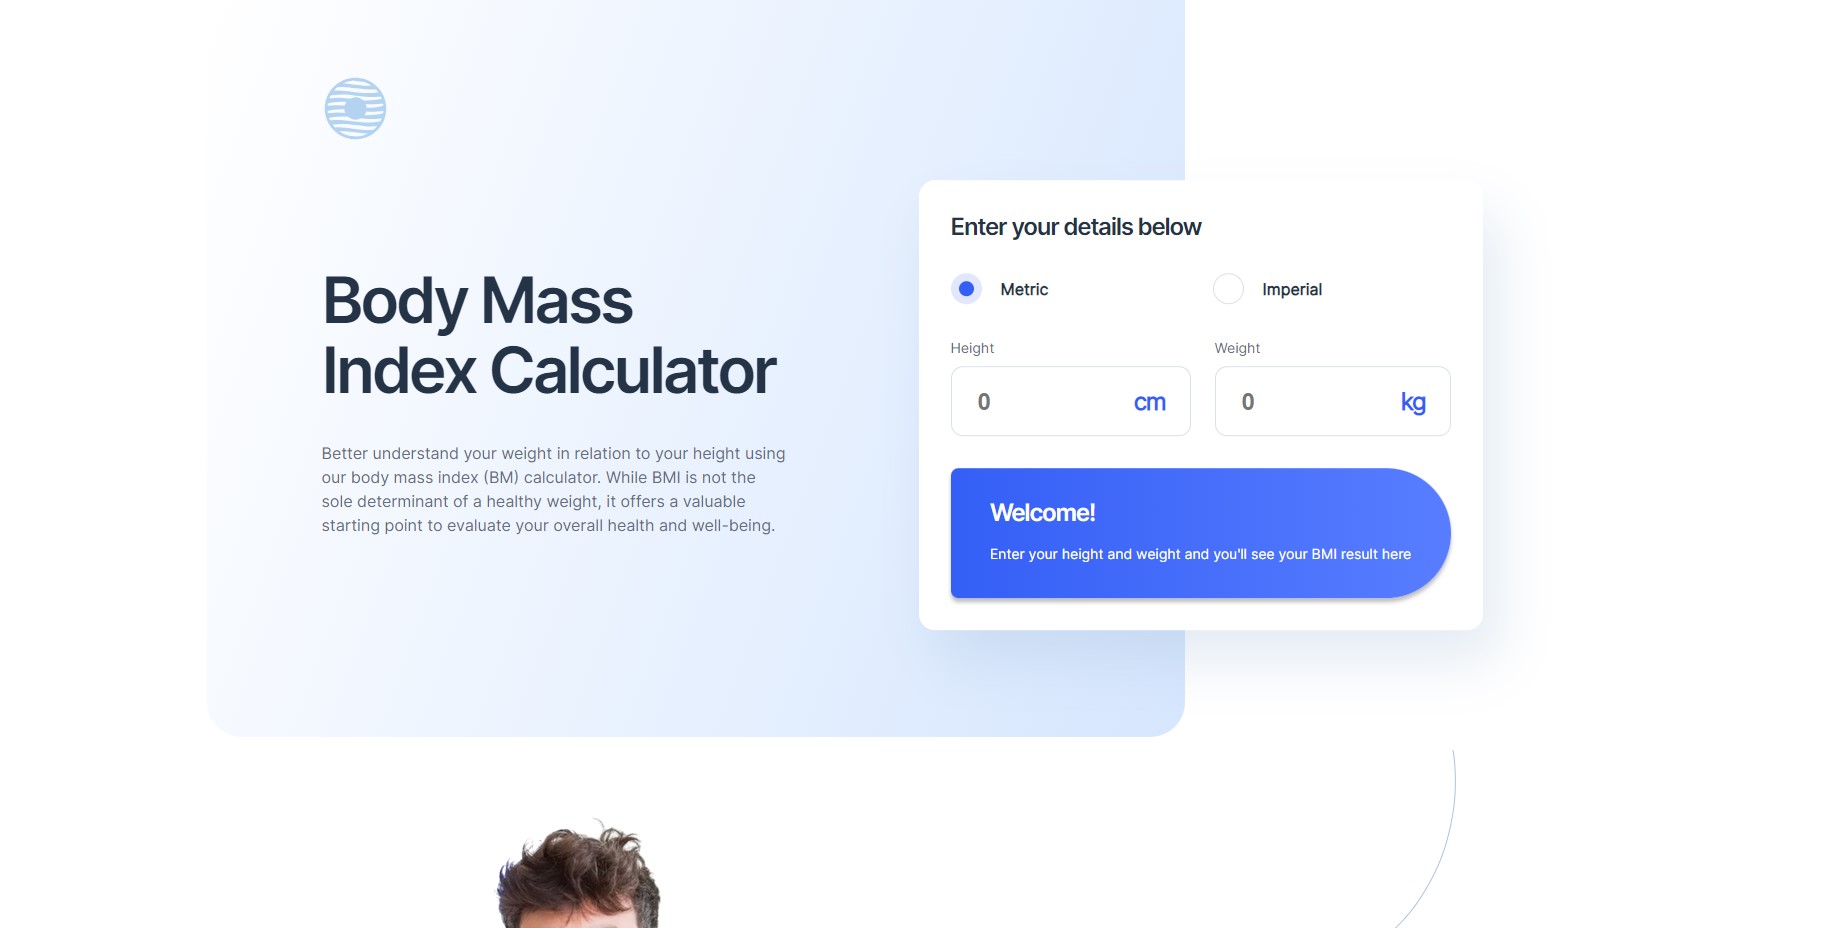 Body Mass
Index Calculator
Better understand your weight in relation to your height using
our body mass index (BM) calculator. While BMI is not the
sole determinant of a healthy weight, it offers a valuable
starting point to evaluate your overall health and well-being.
Enter your details below
Metric
Imperial
Height
Weight
0 cm
0 kg
Welcome!
Enter your height and weight and you'll see your BMI result here